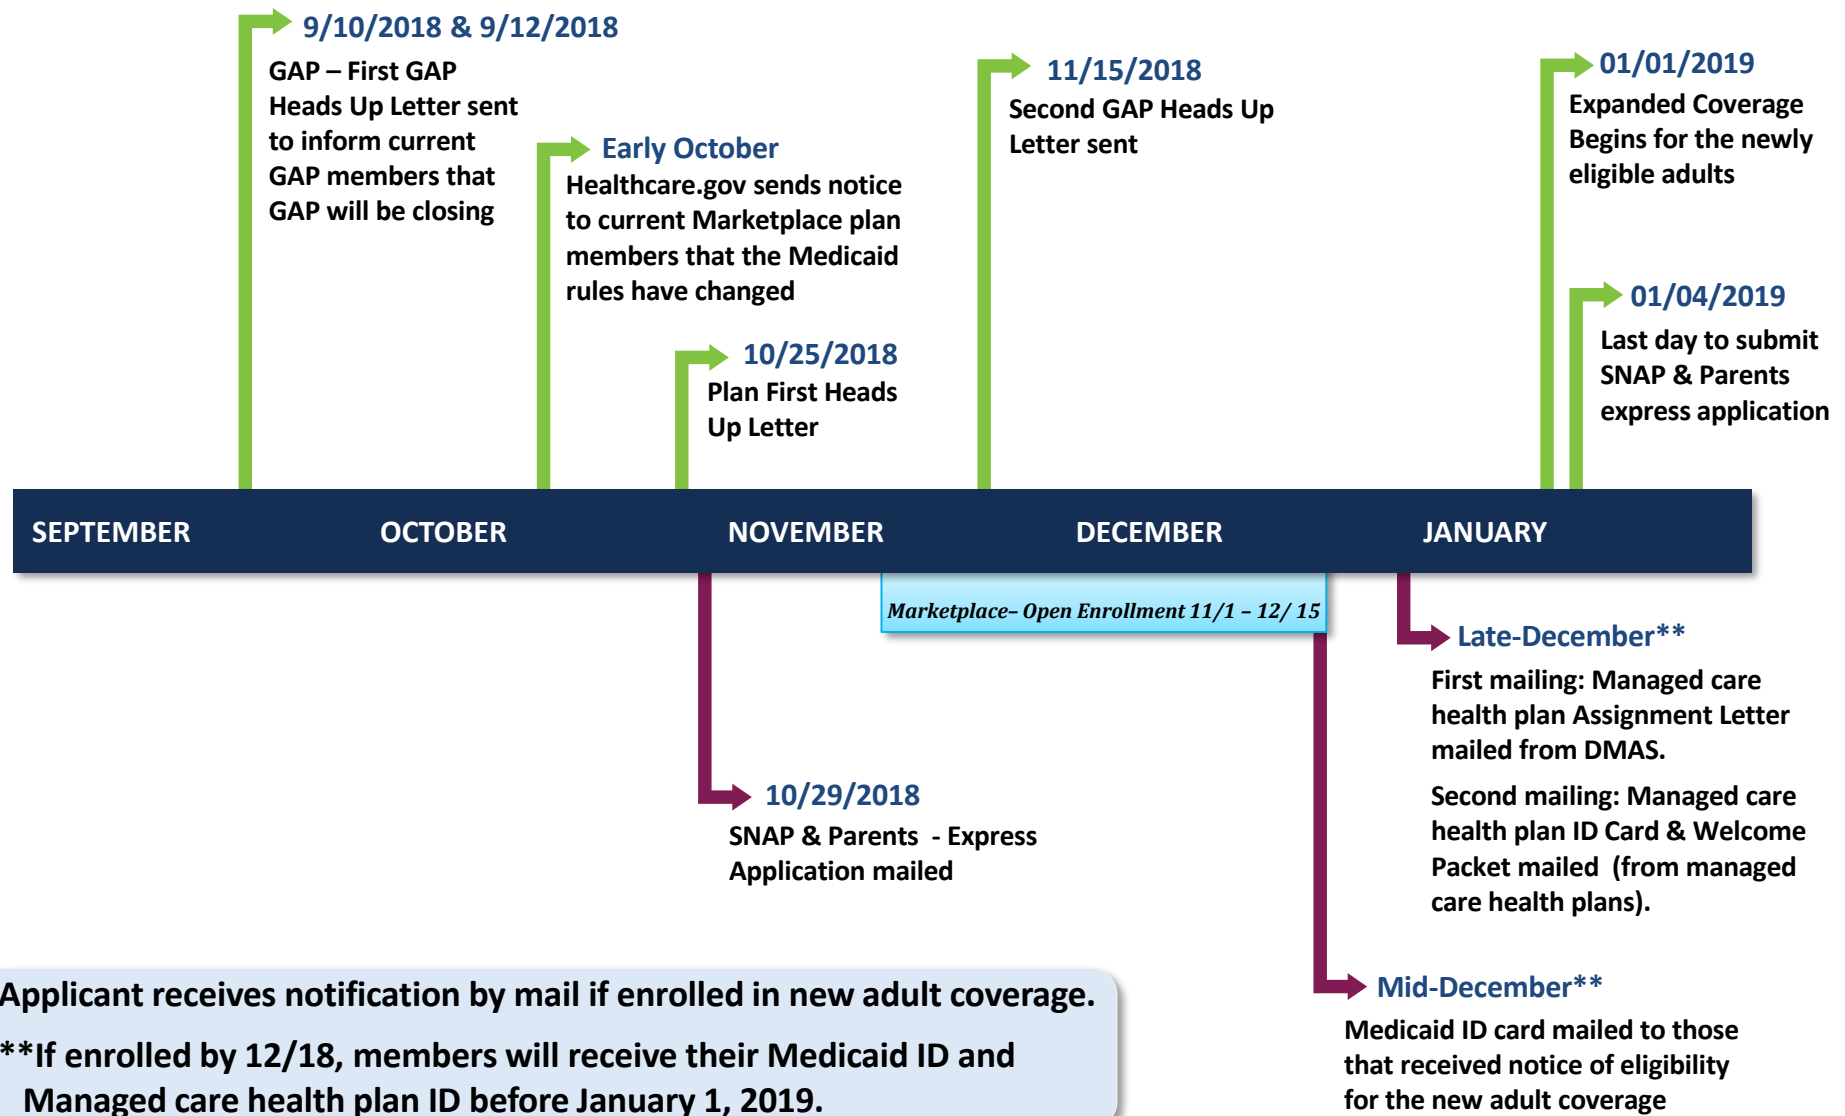 9/10/2018 & 9/12/2018
GAP – First GAP
Heads Up Letter sent
to inform current
GAP members that
GAP will be closing
Early October
Healthcare.gov sends notice
to current Marketplace plan
members that the Medicaid
rules have changed
10/25/2018
Plan First Heads
Up Letter
11/15/2018
Second GAP Heads Up
Letter sent
01/01/2019
Expanded Coverage
Begins for the newly
eligible adults
01/04/2019
Last day to submit
SNAP & Parents
express application
SEPTEMBER OCTOBER NOVEMBER DECEMBER JANUARY
Marketplace– Open Enrollment 11/1 – 12/ 15
10/29/2018
SNAP & Parents - Express
Application mailed
Late-December**
First mailing: Managed care
health plan Assignment Letter
mailed from DMAS.
Second mailing: Managed care
health plan ID Card & Welcome
Packet mailed (from managed
care health plans).
Mid-December**
Medicaid ID card mailed to those
that received notice of eligibility
for the new adult coverage
Applicant receives notification by mail if enrolled in new adult coverage.
**If enrolled by 12/18, members will receive their Medicaid ID and
Managed care health plan ID before January 1, 2019.